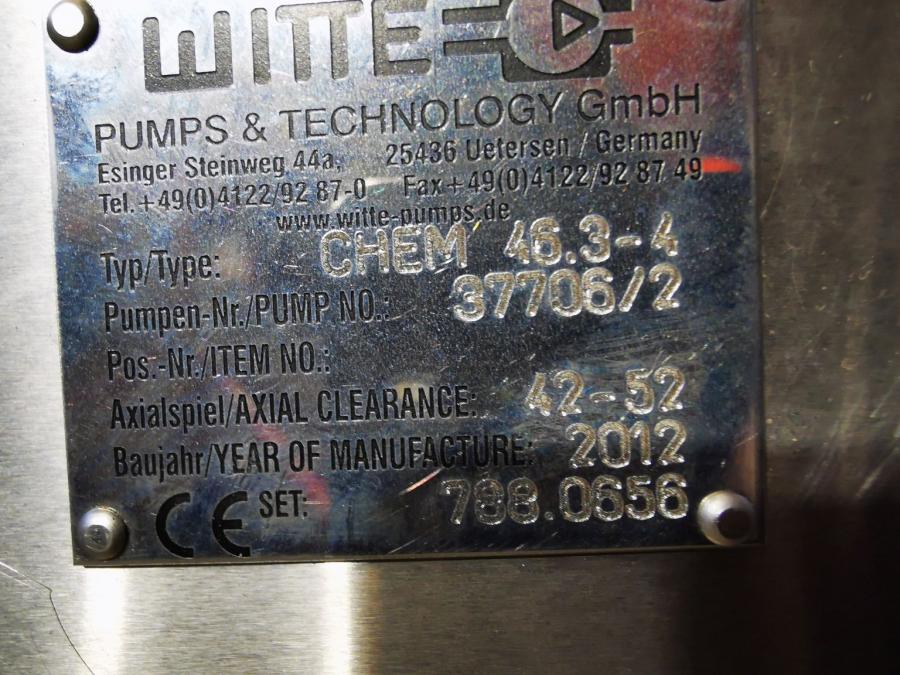 WITTE
PUMPS & TECHNOLOGY GmbH
Esinger Steinweg 44a, 25436 Uetersen / Germany
Tel.+49(0)4122/92 87-0 Fax+49(0)4122/92 87 49
www.witte-pumps.de
Typ/Type: CHEM 46.3-4
Pumpen-Nr./PUMP NO.: 37706/2
Pos.-Nr./ITEM NO.:
Axialspiel/AXIAL CLEARANCE: 42-52
Baujahr/YEAR OF MANUFACTURE: 2012
CE SET: 788.0656